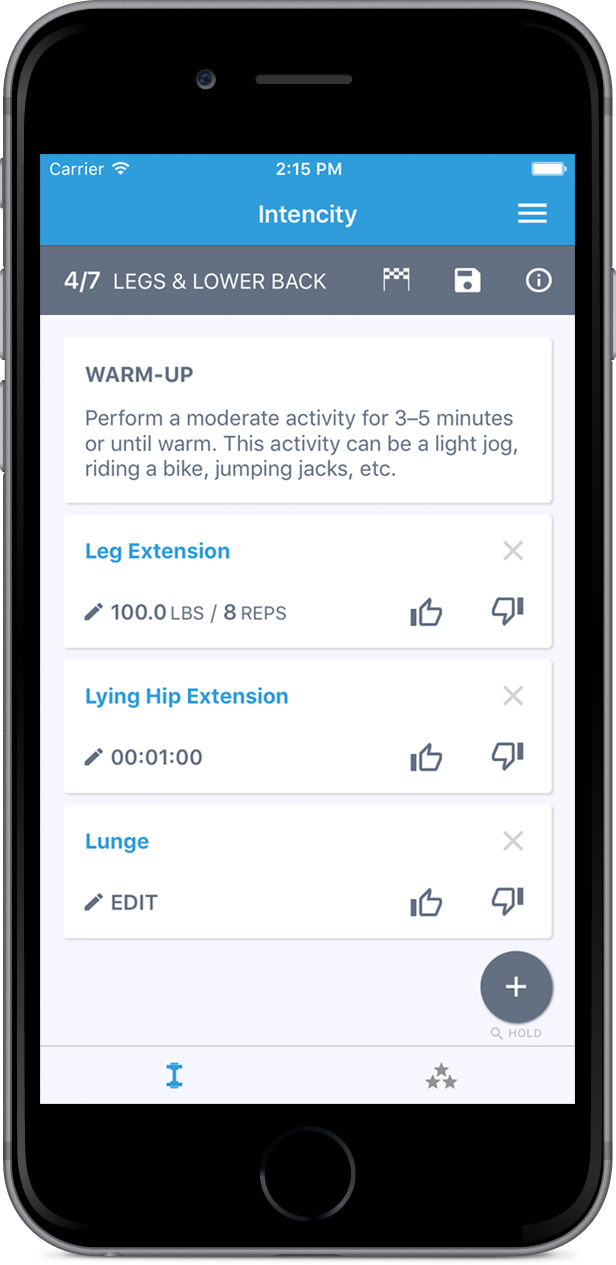 Carrier
2:15 PM
Intencity
4/7 LEGS & LOWER BACK
WARM-UP
Perform a moderate activity for 3–5 minutes
or until warm. This activity can be a light jog,
riding a bike, jumping jacks, etc.
Leg Extension
100.0 LBS / 8 REPS
Lying Hip Extension
00:01:00
Lunge
EDIT
HOLD